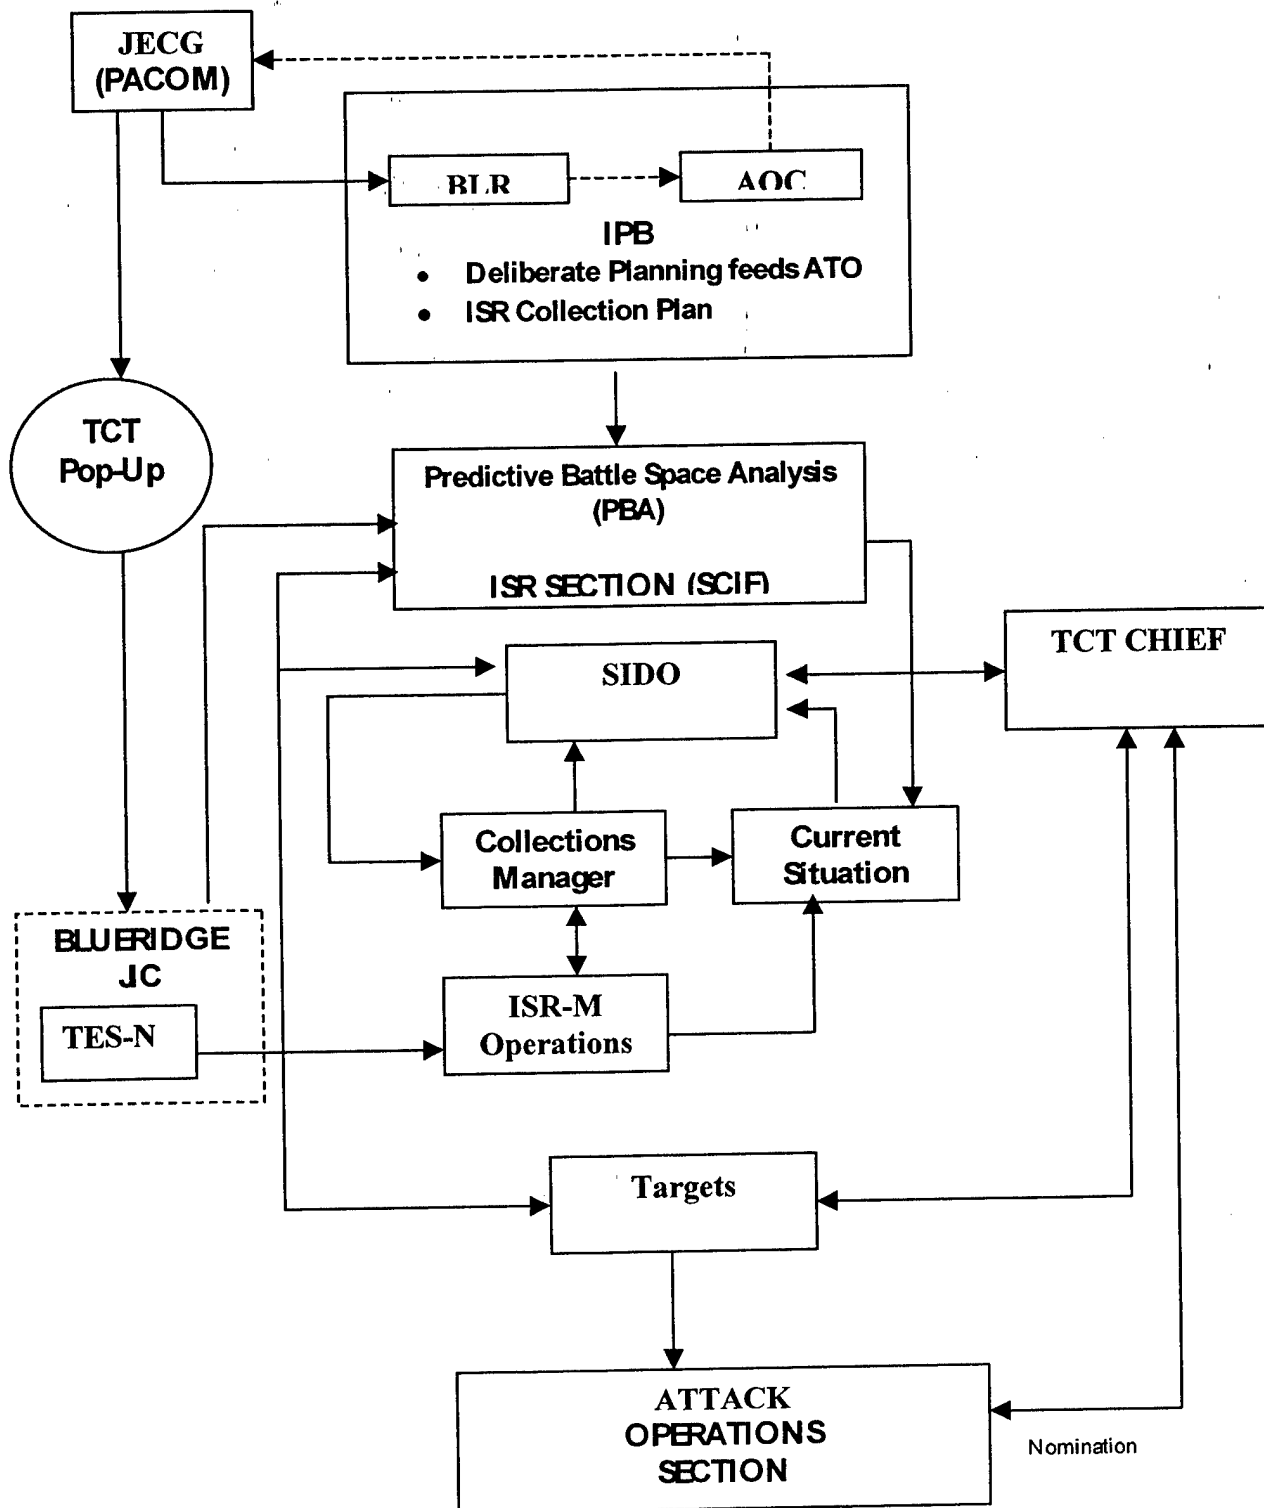 JECG
(PACOM)
BLR
AOC
IPB
• Deliberate Planning feeds ATO
• ISR Collection Plan
TCT
Pop-Up
Predictive Battle Space Analysis
(PBA)
ISR SECTION (SCIF)
TCT CHIEF
SIDO
Collections
Manager
Current
Situation
BLUERIDGE
JIC
TES-N
ISR-M
Operations
Targets
ATTACK
OPERATIONS
SECTION
Nomination